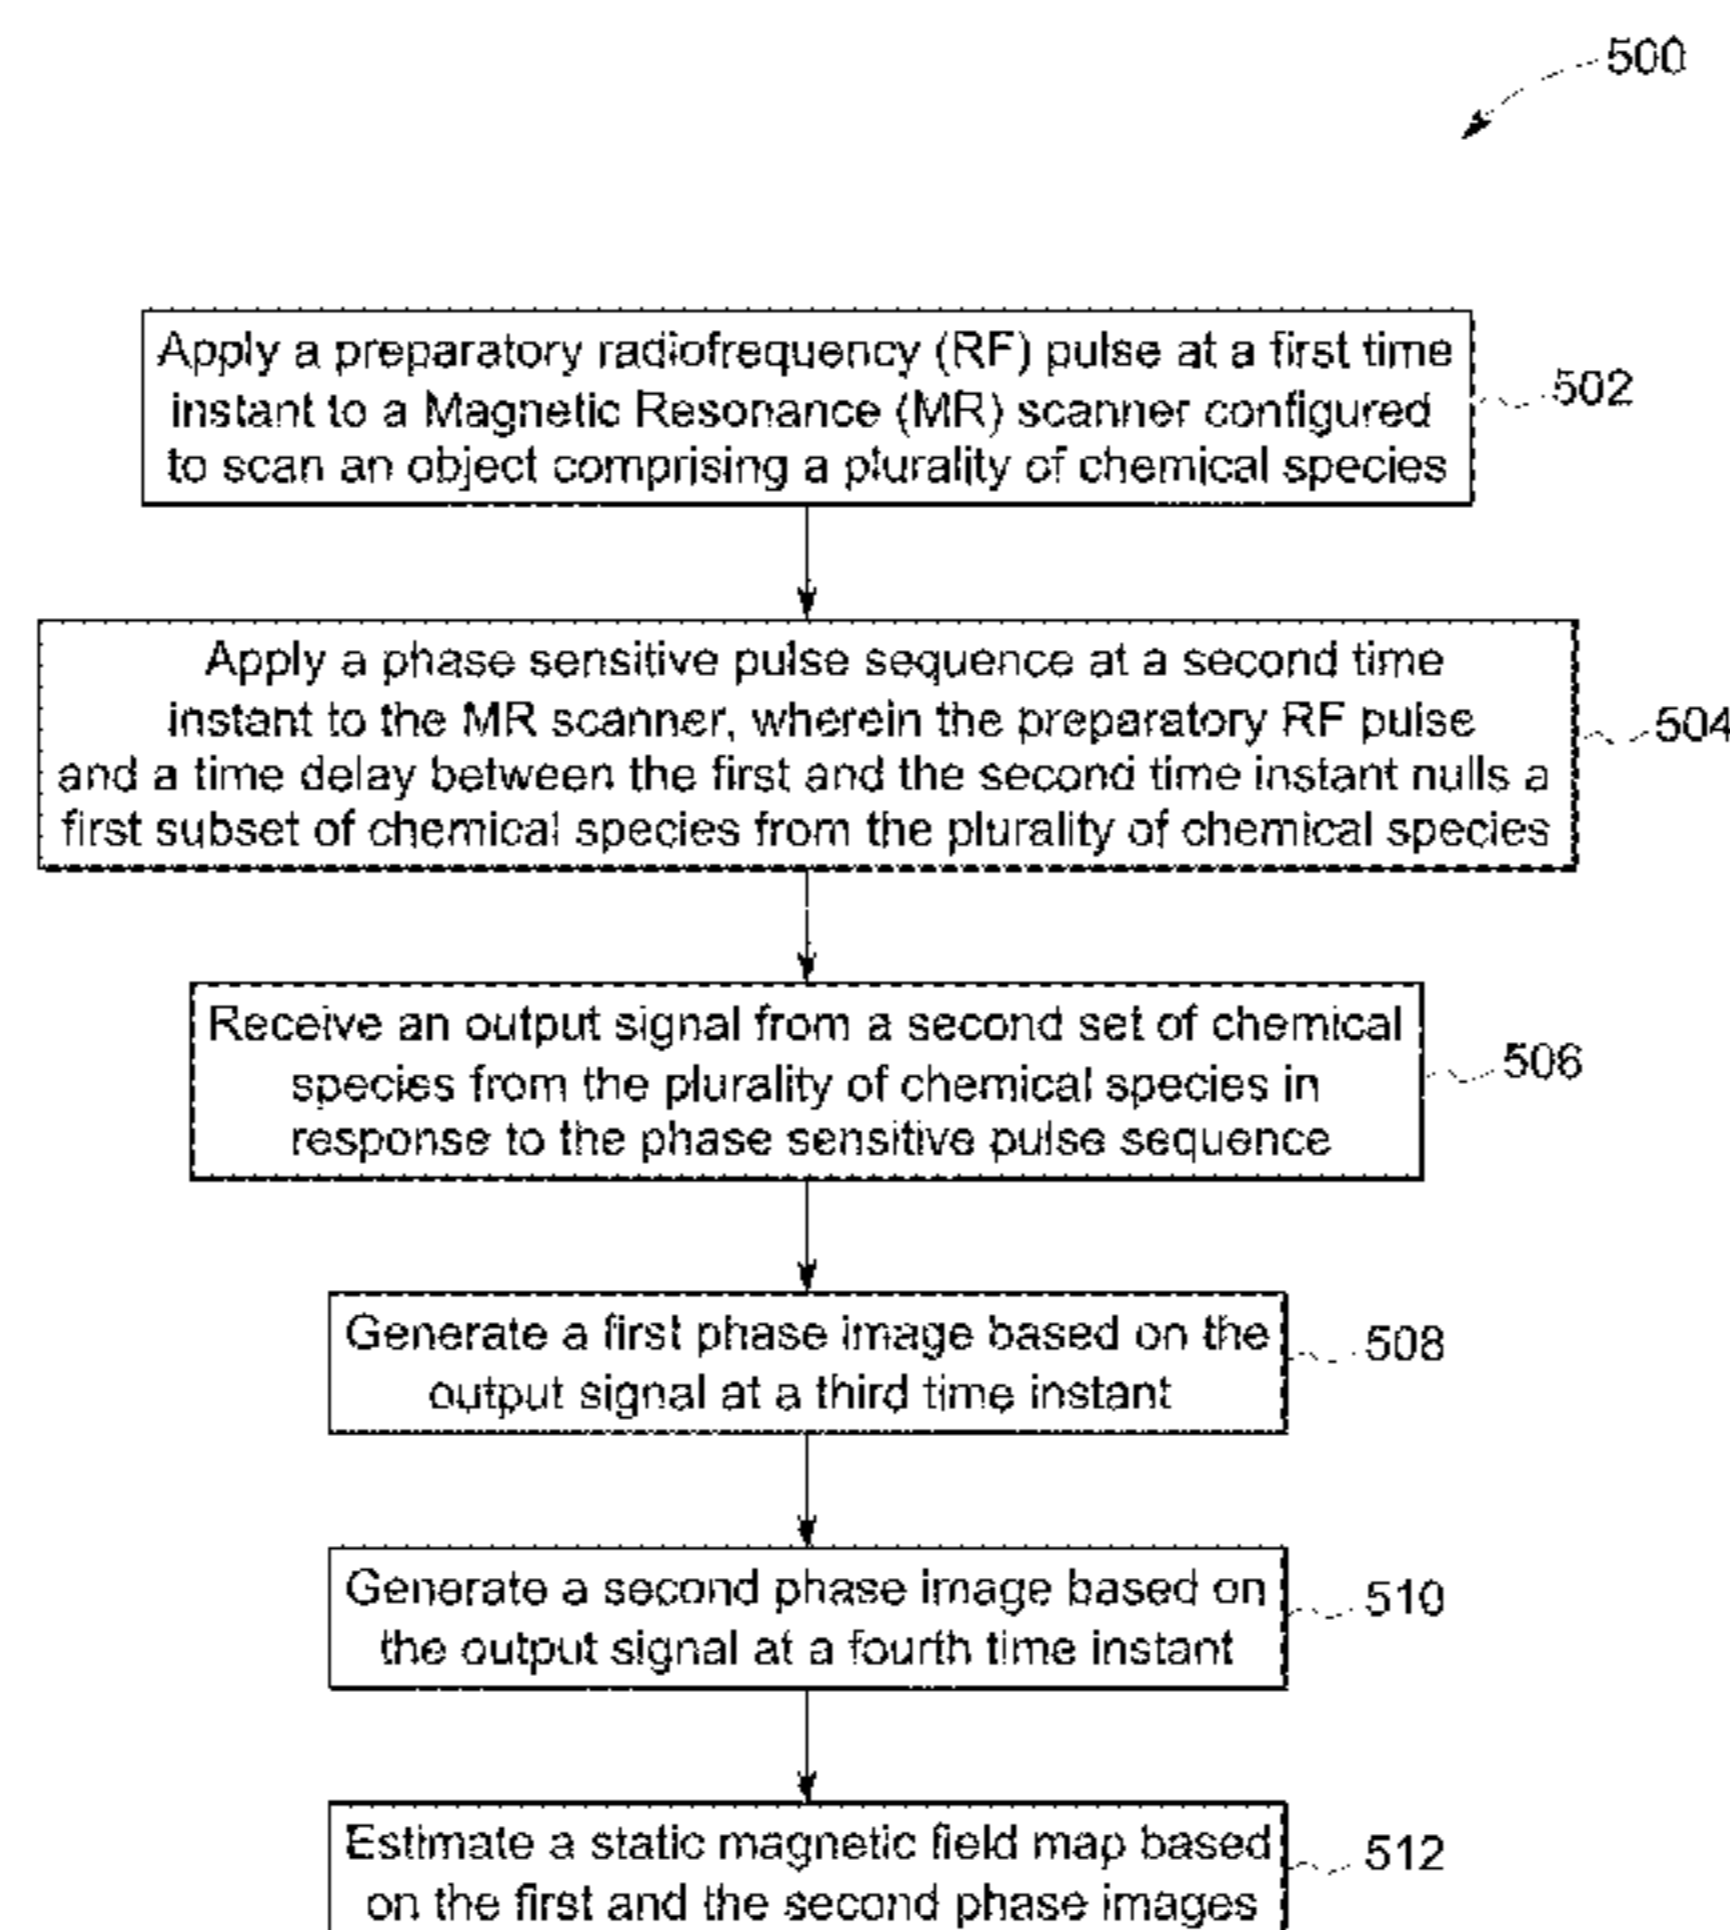 500
Apply a preparatory radiofrequency (RF) pulse at a first time
instant to a Magnetic Resonance (MR) scanner configured
to scan an object comprising a plurality of chemical species
502
Apply a phase sensitive pulse sequence at a second time
instant to the MR scanner, wherein the preparatory RF pulse
and a time delay between the first and the second time instant nulls a
first subset of chemical species from the plurality of chemical species
504
Receive an output signal from a second set of chemical
species from the plurality of chemical species in
response to the phase sensitive pulse sequence
506
Generate a first phase image based on the
output signal at a third time instant
508
Generate a second phase image based on
the output signal at a fourth time instant
510
Estimate a static magnetic field map based
on the first and the second phase images
512